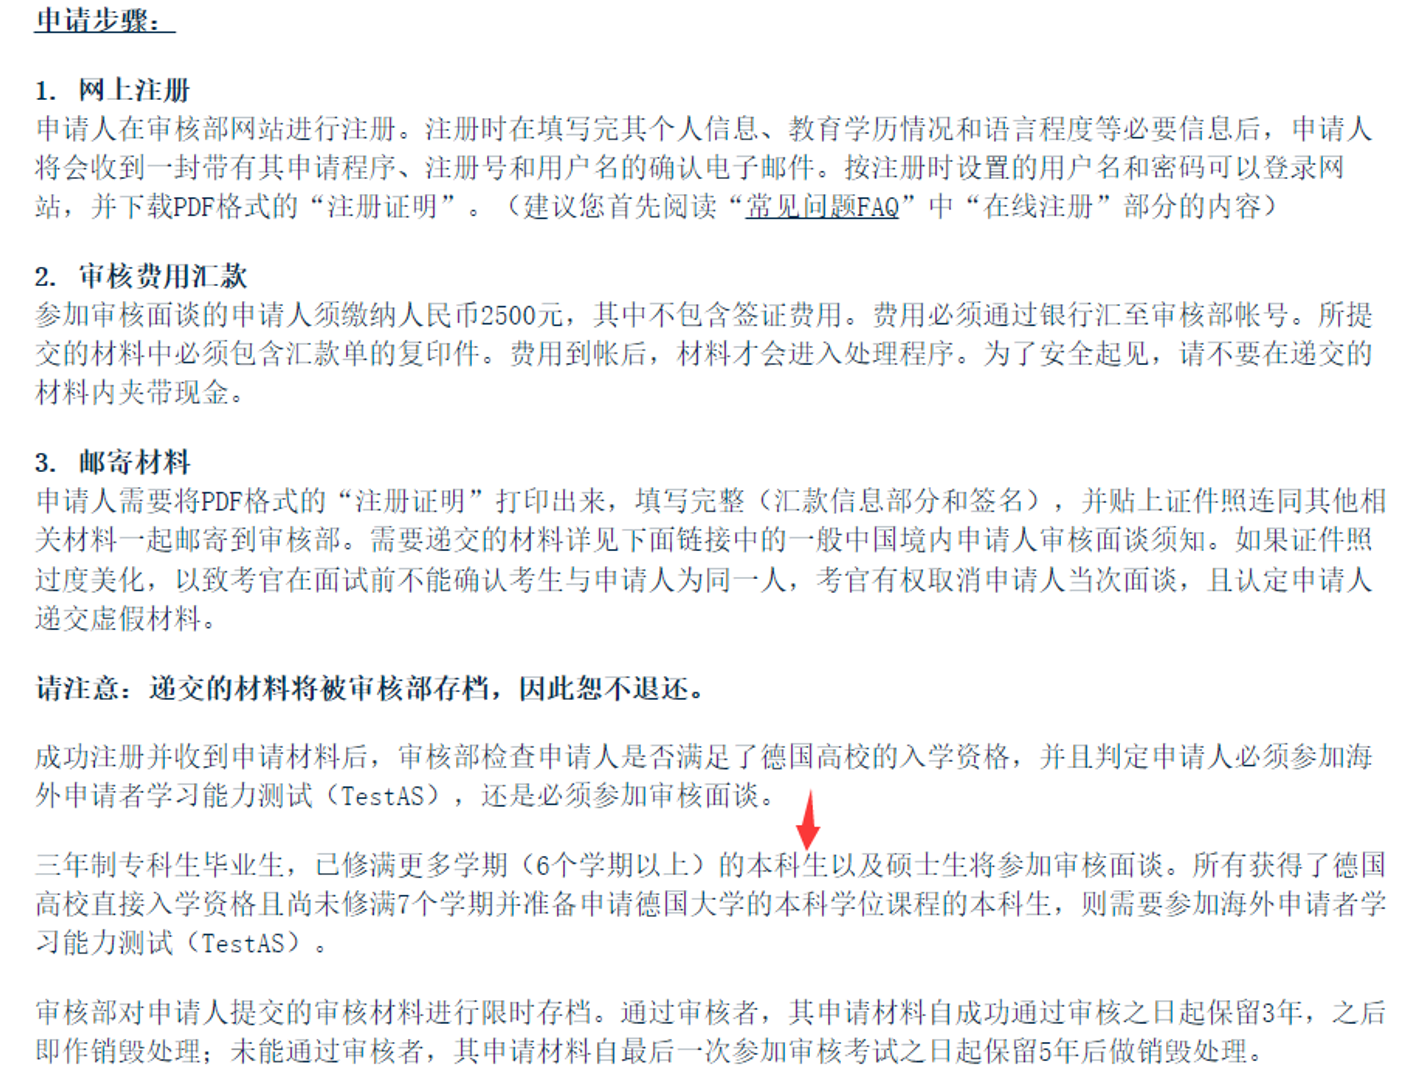 申请步骤：
1. 网上注册
申请人在审核部网站进行注册。注册时在填写完其个人信息、教育学历情况和语言程度等必要信息后，申请人
将会收到一封带有其申请程序、注册号和用户名的确认电子邮件。按注册时设置的用户名和密码可以登录网
站，并下载PDF格式的“注册证明”。（建议您首先阅读“常见问题FAQ”中“在线注册”部分的内容）
2. 审核费用汇款
参加审核面谈的申请人须缴纳人民币2500元，其中不包含签证费用。费用必须通过银行汇至审核部帐号。所提
交的材料中必须包含汇款单的复印件。费用到帐后，材料才会进入处理程序。为了安全起见，请不要在递交的
材料内夹带现金。
3. 邮寄材料
申请人需要将PDF格式的“注册证明”打印出来，填写完整（汇款信息部分和签名），并贴上证件照连同其他相
关材料一起邮寄到审核部。需要递交的材料详见下面链接中的一般中国境内申请人审核面谈须知。如果证件照
过度美化，以致考官在面试前不能确认考生与申请人为同一人，考官有权取消申请人当次面谈，且认定申请人
递交虚假材料。
请注意：递交的材料将被审核部存档，因此恕不退还。
成功注册并收到申请材料后，审核部检查申请人是否满足了德国高校的入学资格，并且判定申请人必须参加海
外申请者学习能力测试（TestAS），还是必须参加审核面谈。
三年制专科生毕业生，已修满更多学期（6个学期以上）的本科生以及硕士生将参加审核面谈。所有获得了德国
高校直接入学资格且尚未修满7个学期并准备申请德国大学的本科学位课程的本科生，则需要参加海外申请者学
习能力测试（TestAS）。
审核部对申请人提交的审核材料进行限时存档。通过审核者，其申请材料自成功通过审核之日起保留3年，之后
即作销毁处理；未能通过审核者，其申请材料自最后一次参加审核考试之日起保留5年后做销毁处理。